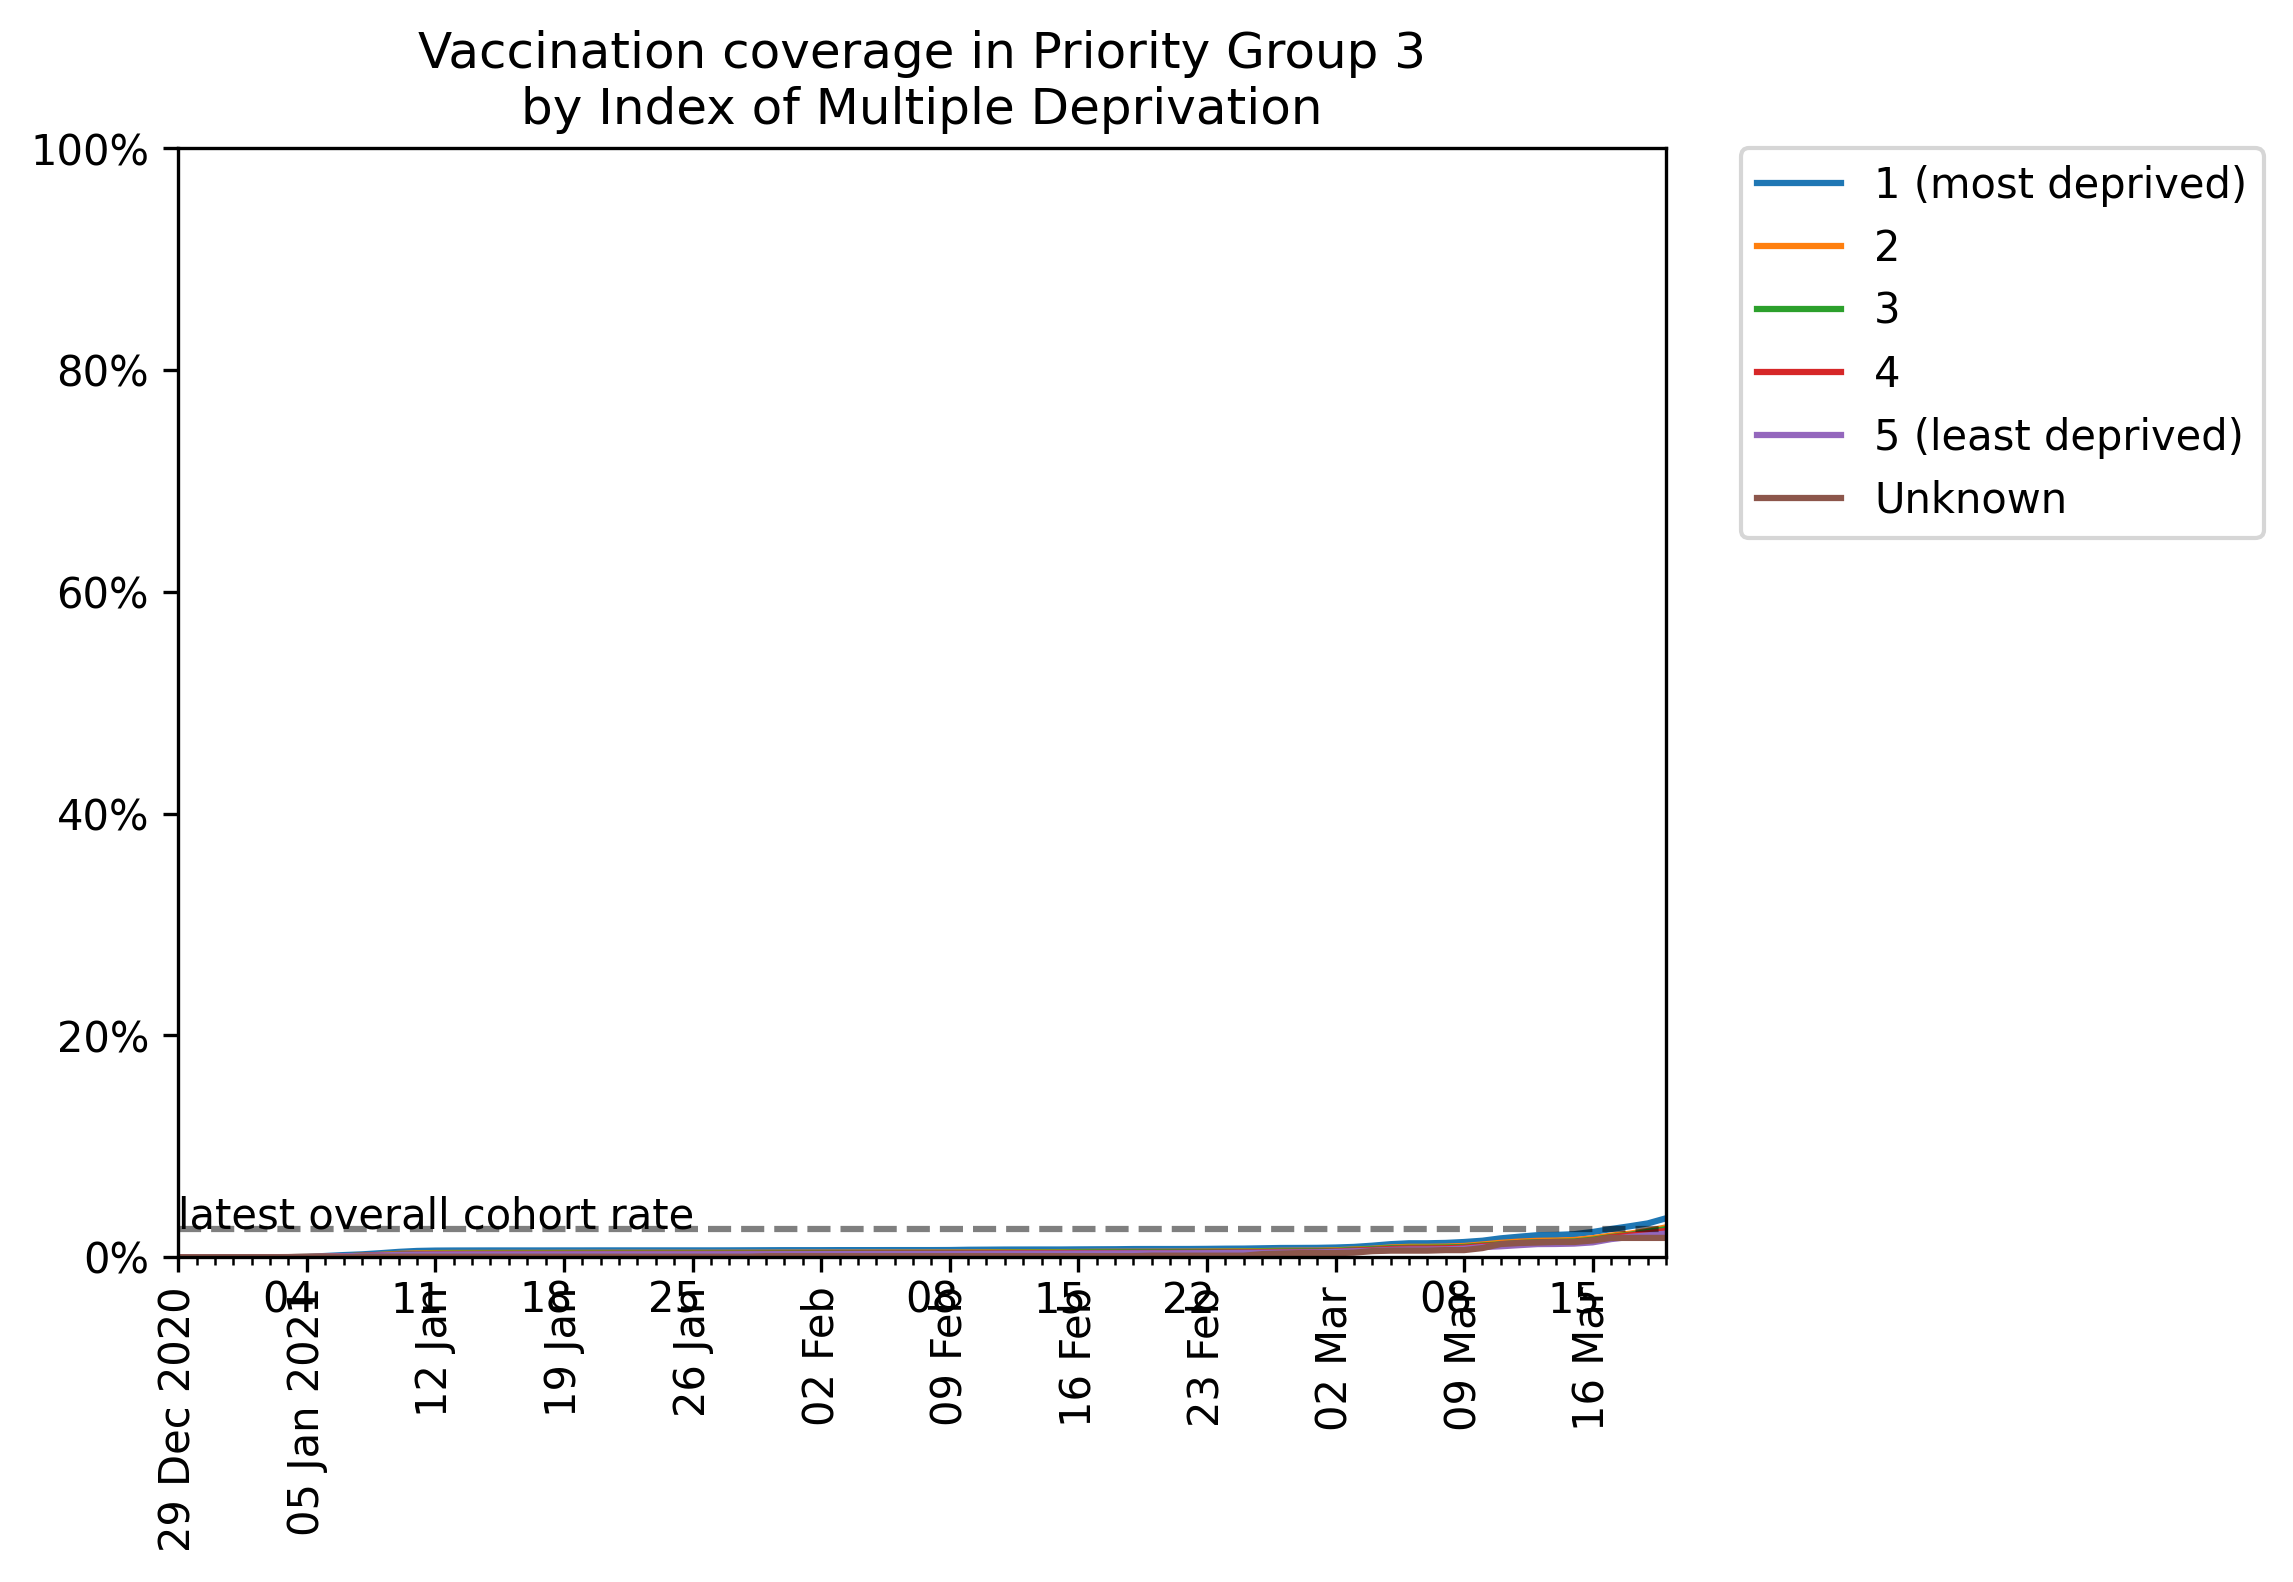 Vaccination coverage in Priority Group 3
by Index of Multiple Deprivation
100%
80%
60%
40%
20%
0%
latest overall cohort rate
1 (most deprived)
2
3
4
5 (least deprived)
Unknown
04
11
18
25
08
15
22
08
15
29 Dec 2020
05 Jan 2021
12 Jan
19 Jan
26 Jan
02 Feb
09 Feb
16 Feb
23 Feb
02 Mar
09 Mar
16 Mar